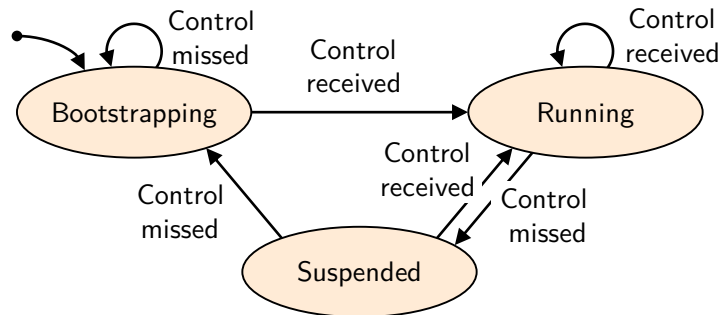 Control
missed
Control
received
Control
received
Bootstrapping
Running
Control
received
Control
missed
Control
missed
Suspended